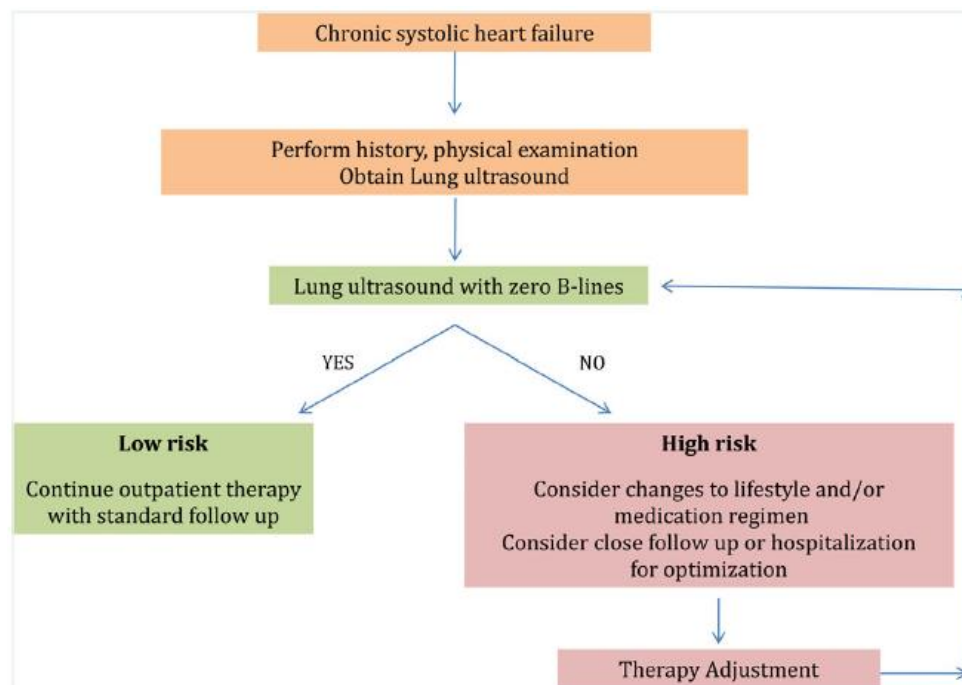 Chronic systolic heart failure
Perform history, physical examination
Obtain Lung ultrasound
Lung ultrasound with zero B-lines
YES
NO
Low risk
Continue outpatient therapy
with standard follow up
High risk
Consider changes to lifestyle and/or
medication regimen
Consider close follow up or hospitalization
for optimization
Therapy Adjustment